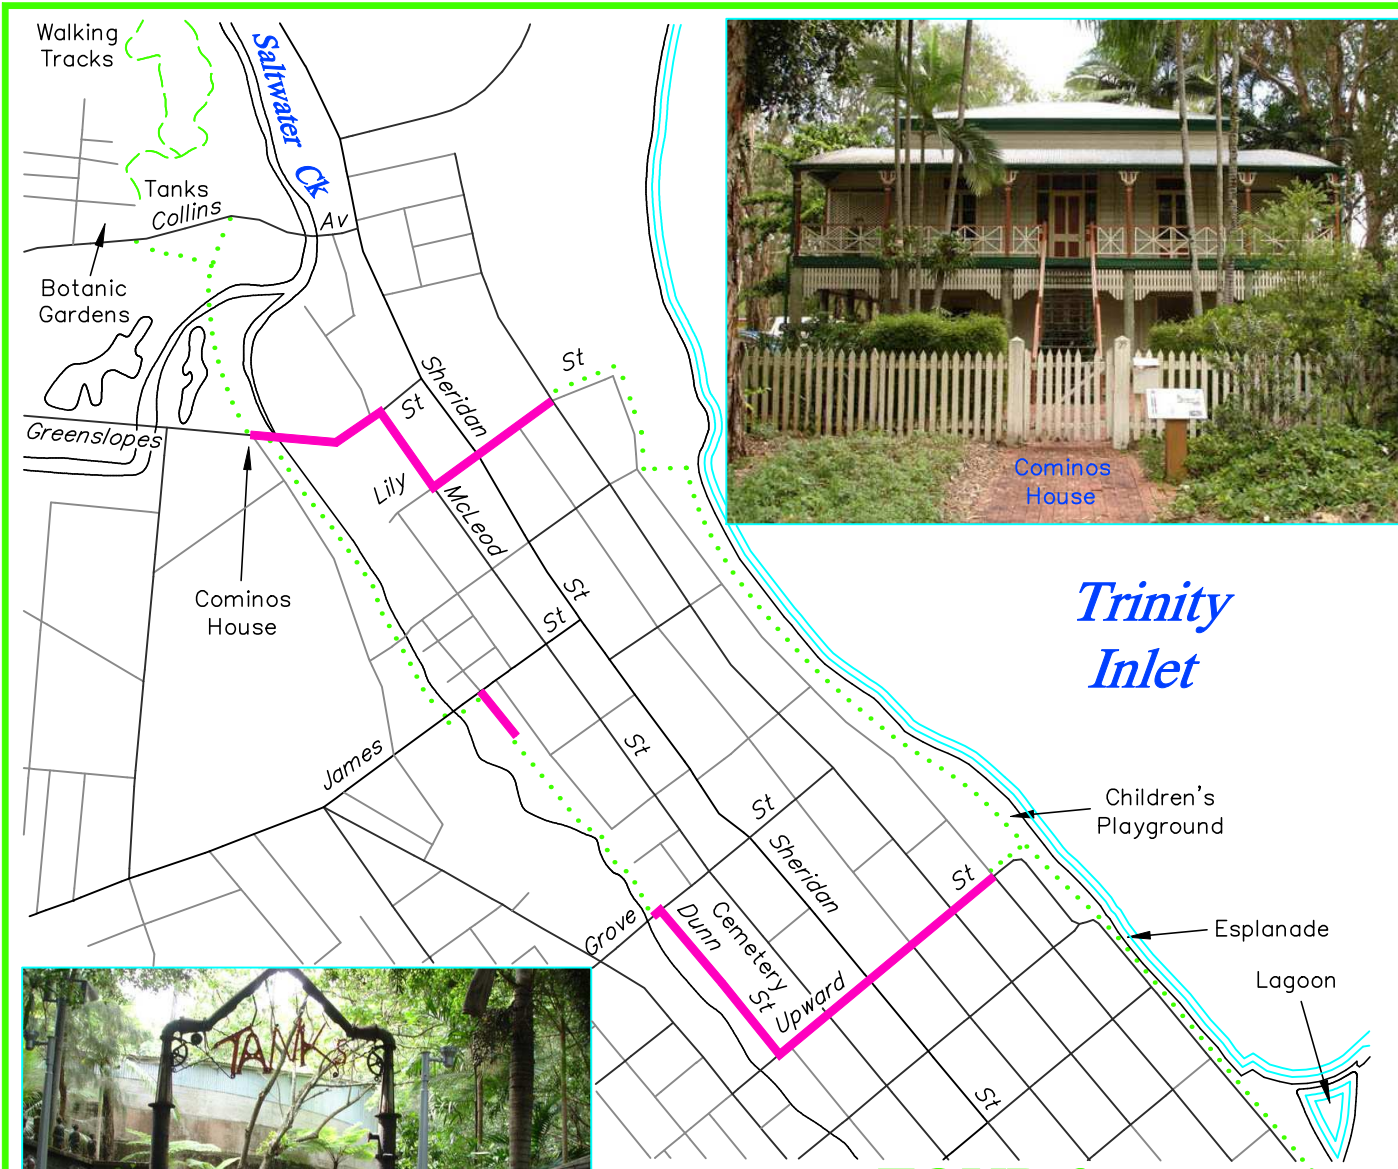 Walking
Tracks
Saltwater Ck
Tanks
Collins
Av
Botanic
Gardens
Sheridan
St
St
Greenslopes
Lily
McLeod
Cominos
House
Cominos
House
St
St
Trinity
Inlet
James
St
St
Children's
Playground
Sheridan
St
Grove
Dunn
Cemetery
St
Upward
Esplanade
Lagoon
St
TANKS